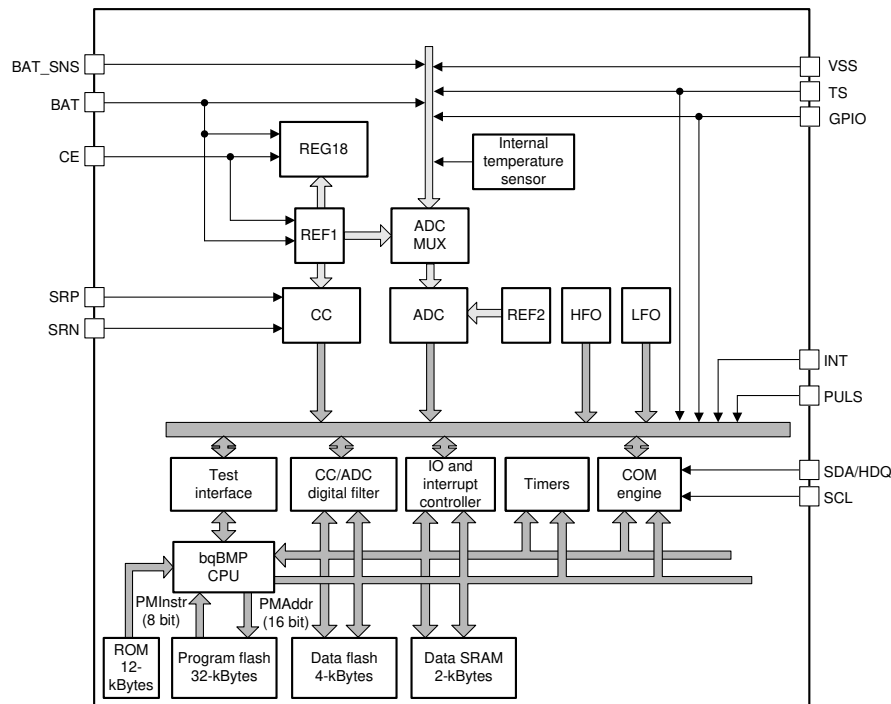 BAT_SNS
VSS
TS
BAT
GPIO
CE
REG18
Internal
temperature
sensor
REF1
ADC
MUX
SRP
SRN
CC
ADC
REF2
HFO
LFO
INT
PULS
Test
interface
CC/ADC
digital filter
IO and
interrupt
controller
Timers
COM
engine
SDA/HDQ
SCL
bqBMP
CPU
PMInstr
(8 bit)
PMAddr
(16 bit)
ROM
12-
kBytes
Program flash
32-kBytes
Data flash
4-kBytes
Data SRAM
2-kBytes